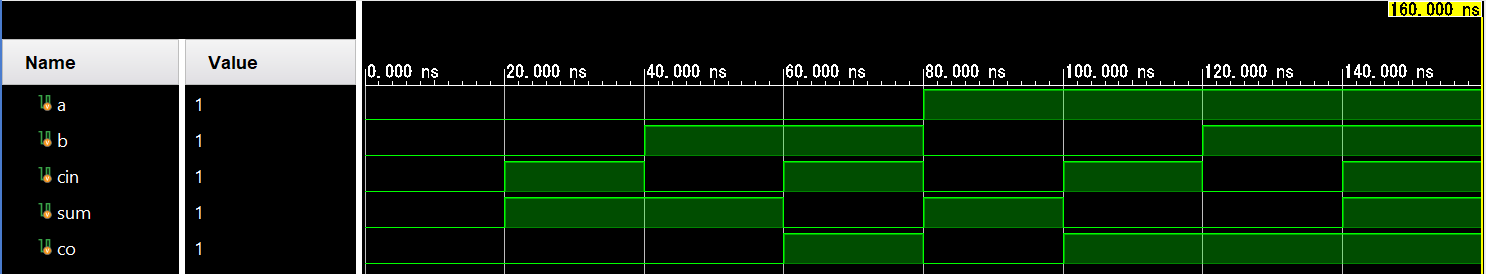 160.000 ns
Name Value
0.000 ns 20.000 ns 40.000 ns 60.000 ns 80.000 ns 100.000 ns 120.000 ns 140.000 ns
a 1
b 1
cin 1
sum 1
co 1